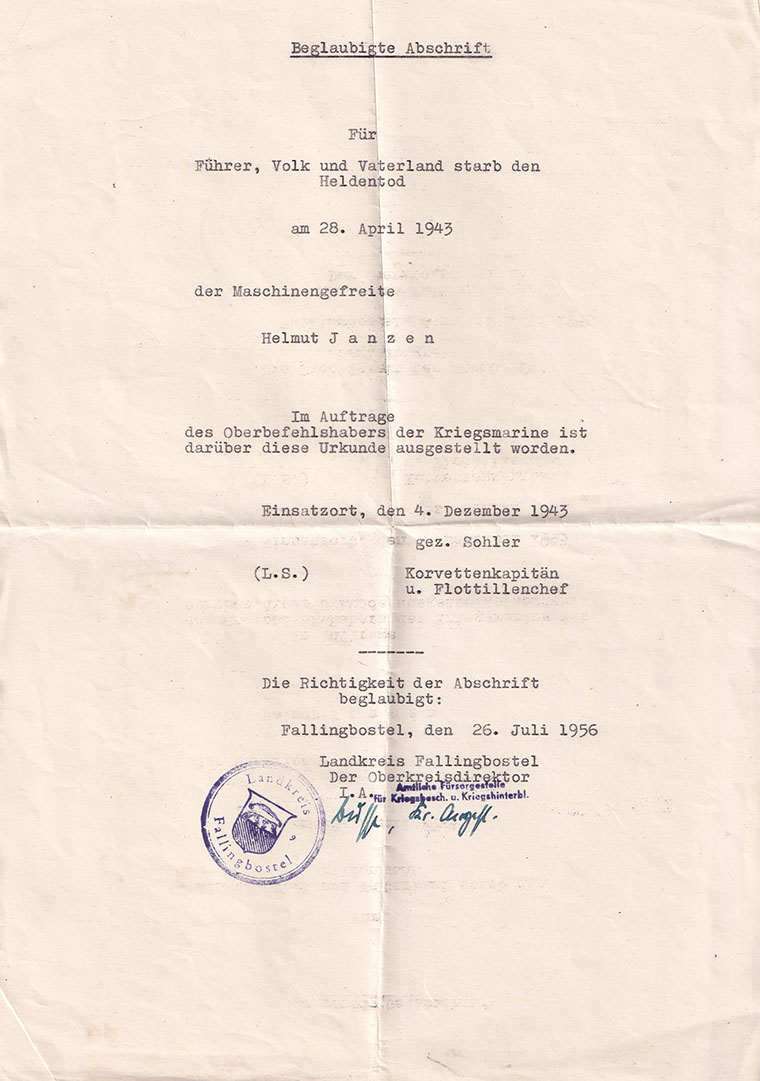 Beglaubigte Abschrift
Für
Führer, Volk und Vaterland starb den
Heldentod
am 28. April 1943
der Maschinengefreite
Helmut J a n z e n
Im Auftrage
des Oberbefehlshabers der Kriegsmarine ist
darüber diese Urkunde ausgestellt worden.
Einsatzort, den 4. Dezember 1943
gez. Sohler
(L.S.) Korvettenkapitän
u. Flottillenchef
-------
Die Richtigkeit der Abschrift
beglaubigt:
Fallingbostel, den 26. Juli 1956
Landkreis Fallingbostel
Der Oberkreisdirektor
I.A.
Amtliche Fürsorgestelle
für Kriegsbesch. u. Kriegshinterbl.
Landkreis
Fallingbostel
9